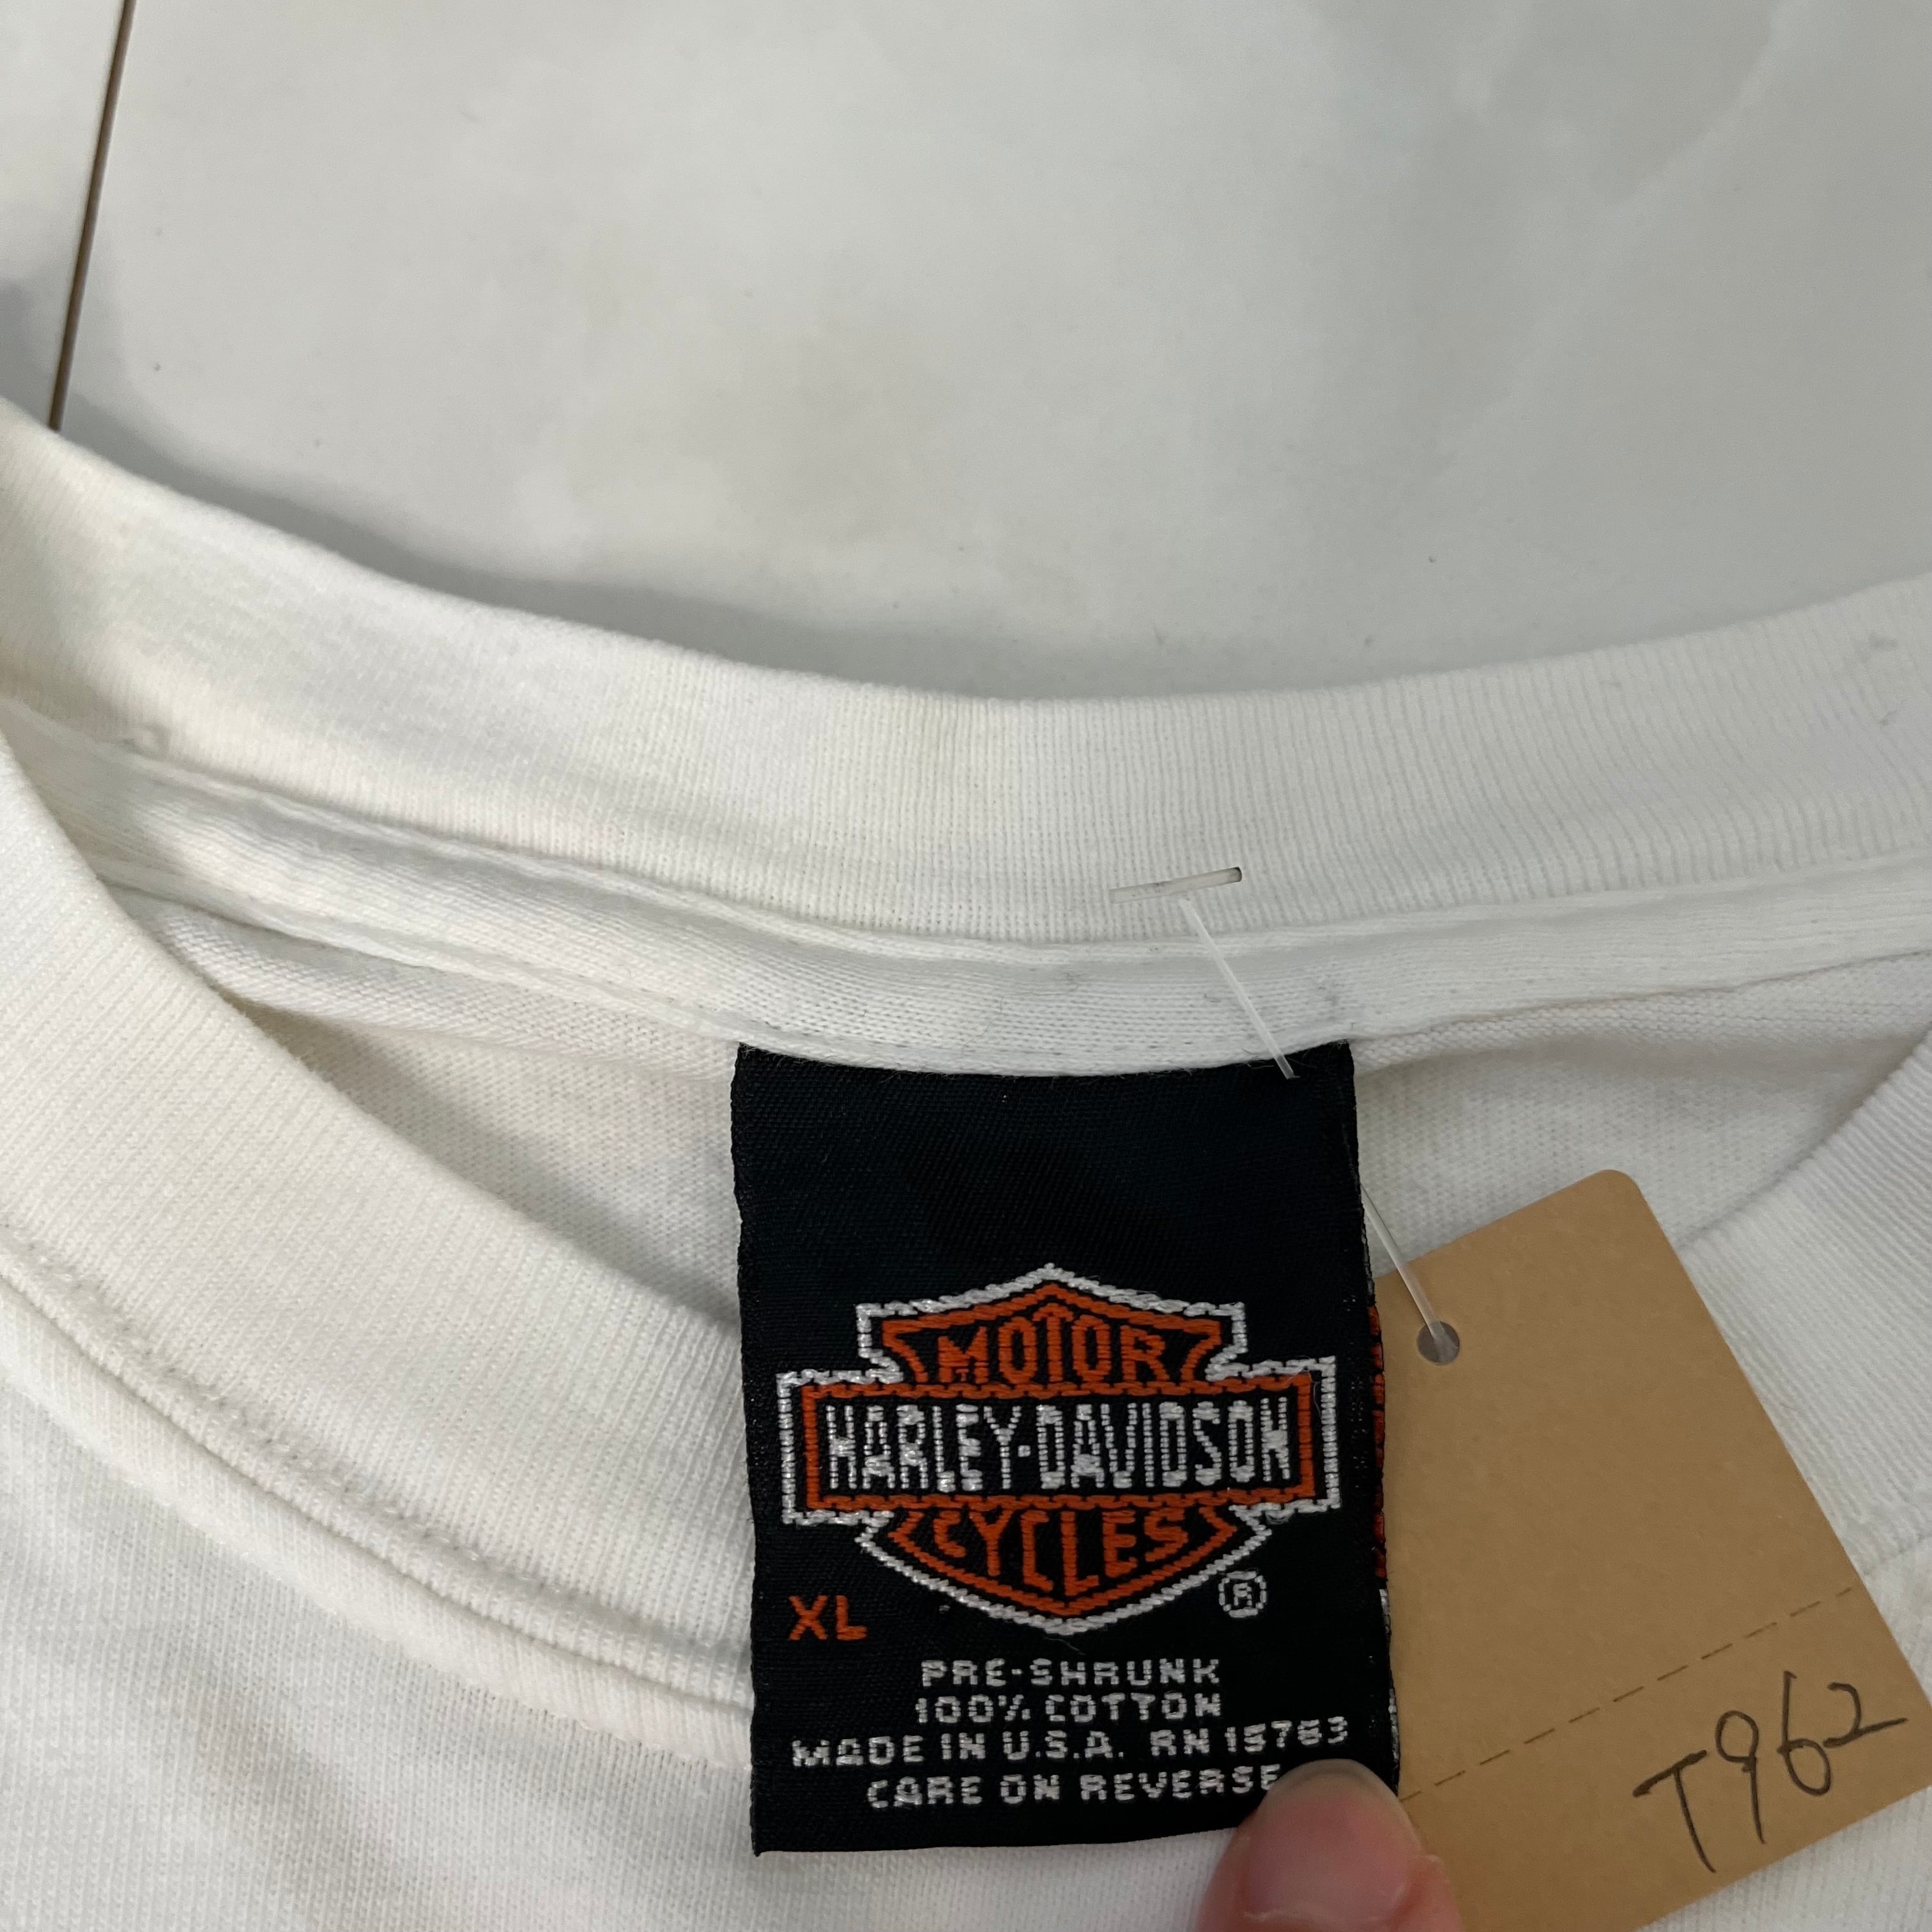 MOTOR
HARLEY-DAVIDSON
CYCLES
®
XL
PRE-SHRUNK
100% COTTON
MADE IN U.S.A. RN 15763
CARE ON REVERSE
T962